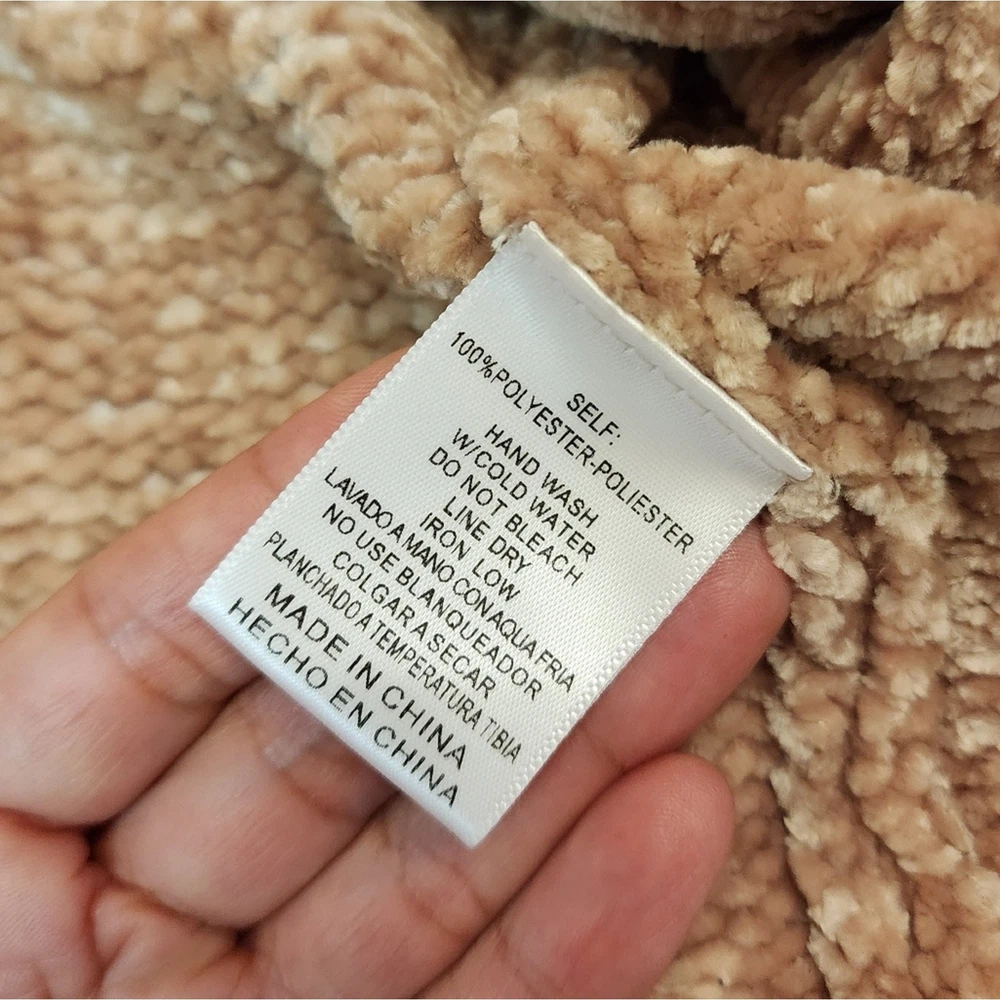 SELF:
100%POLYESTER-POLIESTER
HAND WASH
W/COLD WATER
DO NOT BLEACH
LINE DRY
IRON LOW
LAVADO A MANO CON AQUA FRIA
NO USE BLANQUEADOR
COLGAR A SECAR
PLANCHADO A TEMPERATURA TIBIA
MADE IN CHINA
HECHO EN CHINA